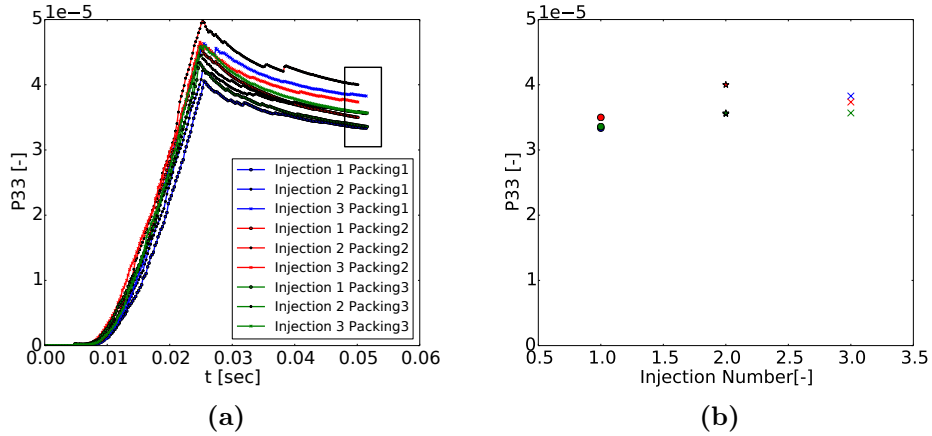 1e−5
5
4
3
2
1
0
P33 [-]
0.00 0.01 0.02 0.03 0.04 0.05 0.06
t [sec]
Injection 1 Packing1
Injection 2 Packing1
Injection 3 Packing1
Injection 1 Packing2
Injection 2 Packing2
Injection 3 Packing2
Injection 1 Packing3
Injection 2 Packing3
Injection 3 Packing3
(a)
1e−5
5
4
3
2
1
0
P33 [-]
0.5 1.0 1.5 2.0 2.5 3.0 3.5
Injection Number[-]
(b)